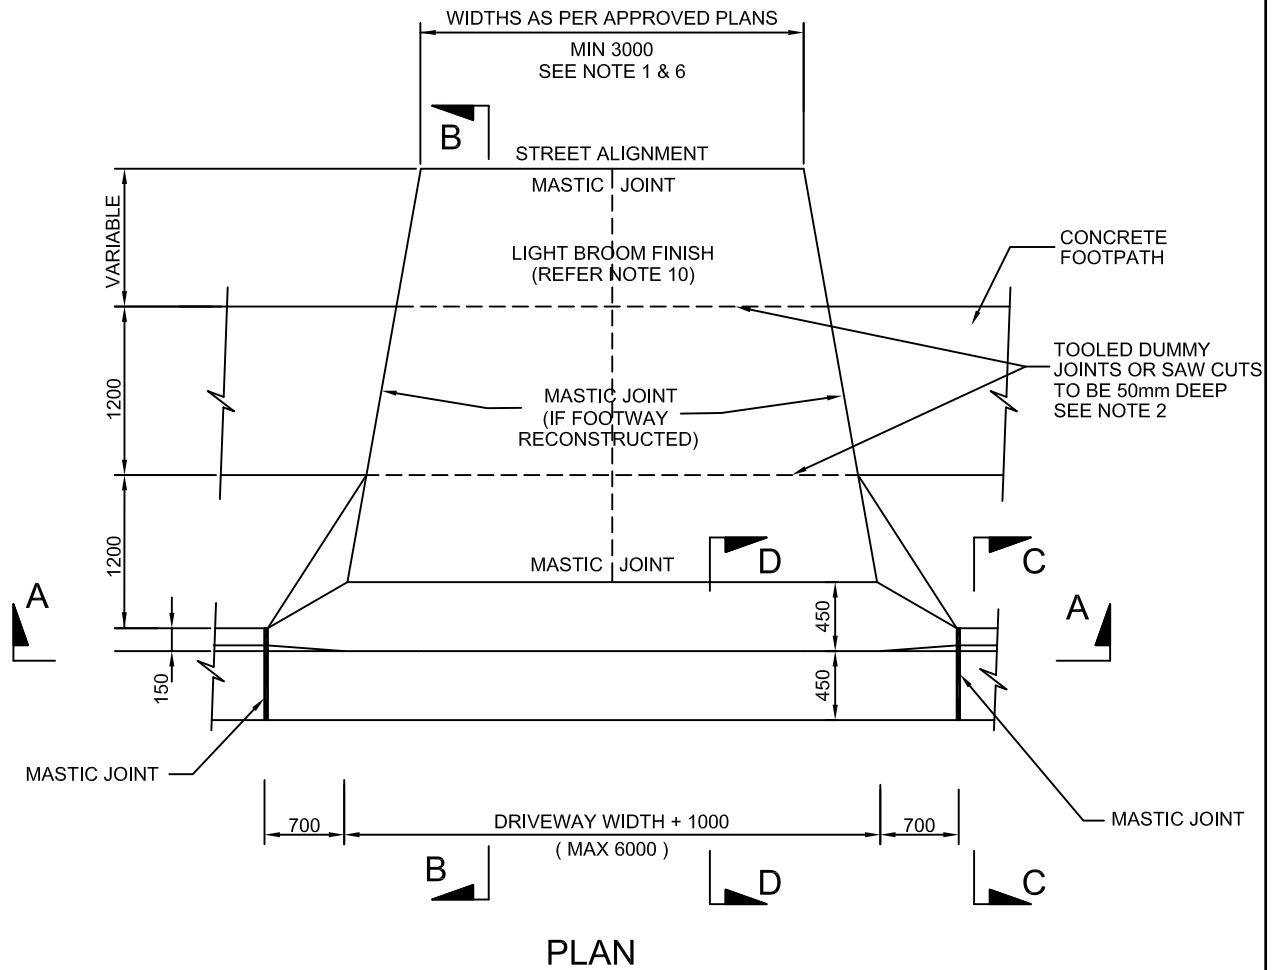 WIDTHS AS PER APPROVED PLANS
MIN 3000
SEE NOTE 1 & 6
B
STREET ALIGNMENT
MASTIC JOINT
VARIABLE
LIGHT BROOM FINISH
(REFER NOTE 10)
CONCRETE
FOOTPATH
TOOLED DUMMY
JOINTS OR SAW CUTS
TO BE 50mm DEEP
SEE NOTE 2
1200
MASTIC JOINT
(IF FOOTWAY
RECONSTRUCTED)
1200
MASTIC JOINT
D
C
A
A
450
150
450
MASTIC JOINT
700
DRIVEWAY WIDTH + 1000
( MAX 6000 )
700
MASTIC JOINT
B
D
C
PLAN